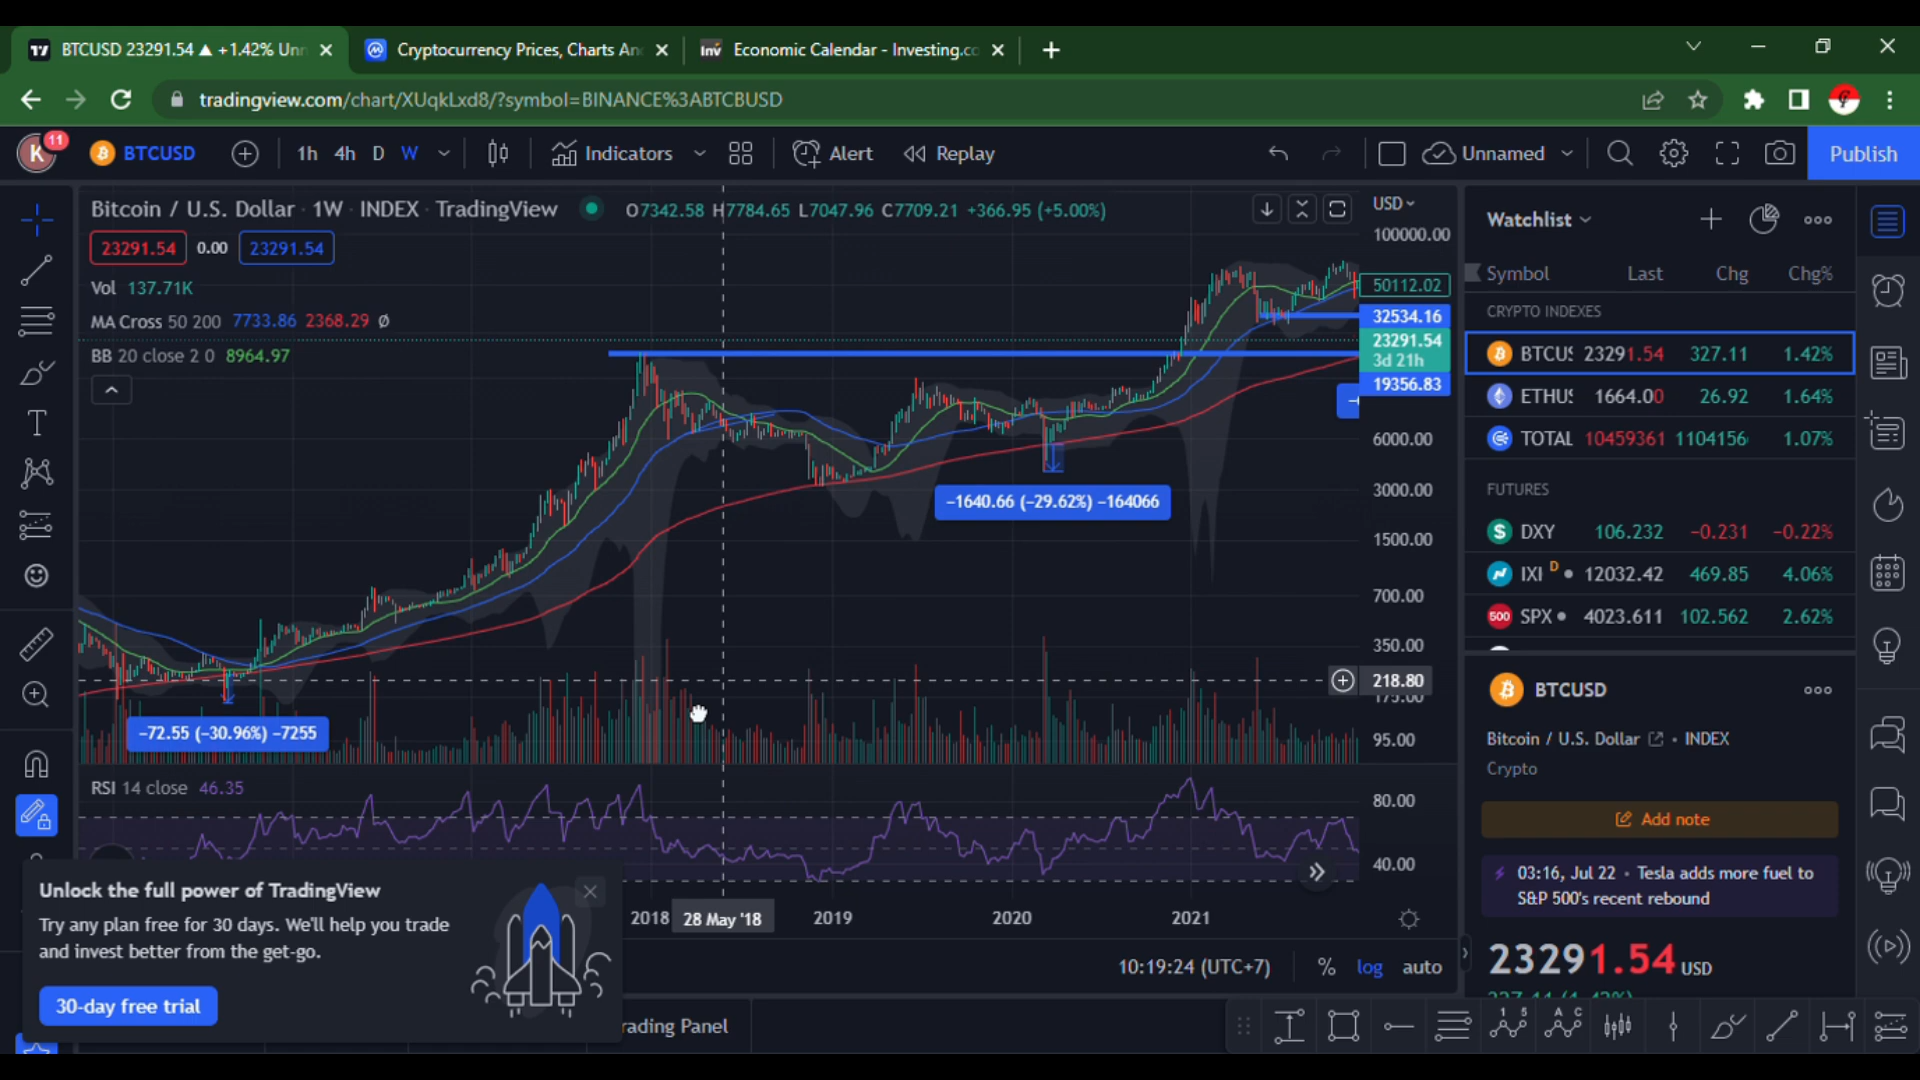 BTCUSD 23291.54 ▲ +1.42% Unn
Cryptocurrency Prices, Charts An
Economic Calendar - Investing.co
tradingview.com/chart/XUqkLxd8/?symbol=BINANCE%3ABTCBUSD
K 11 BTCUSD 1h 4h D W Indicators Alert Replay Unnamed Publish
Bitcoin / U.S. Dollar · 1W · INDEX · TradingView O7342.58 H7784.65 L7047.96 C7709.21 +366.95 (+5.00%)
USD
23291.54 0.00 23291.54
Vol 137.71K
MA Cross 50 200 7733.86 2368.29 Ø
BB 20 close 2 0 8964.97
100000.00
50112.02
32534.16
23291.54
3d 21h
19356.83
6000.00
3000.00
1500.00
700.00
350.00
218.80
175.00
95.00
-1640.66 (-29.62%) -164066
-72.55 (-30.96%) -7255
RSI 14 close 46.35
80.00
40.00
2018 28 May '18 2019 2020 2021
10:19:24 (UTC+7) % log auto
Unlock the full power of TradingView
Try any plan free for 30 days. We'll help you trade
and invest better from the get-go.
30-day free trial
rading Panel
Watchlist
Symbol Last Chg Chg%
CRYPTO INDEXES
BTCUS 23291.54 327.11 1.42%
ETHUS 1664.00 26.92 1.64%
TOTAL 10459361 1104156 1.07%
FUTURES
DXY 106.232 -0.231 -0.22%
IXI D 12032.42 469.85 4.06%
500 SPX 4023.611 102.562 2.62%
BTCUSD
Bitcoin / U.S. Dollar · INDEX
Crypto
Add note
03:16, Jul 22 · Tesla adds more fuel to
S&P 500's recent rebound
23291.54 USD